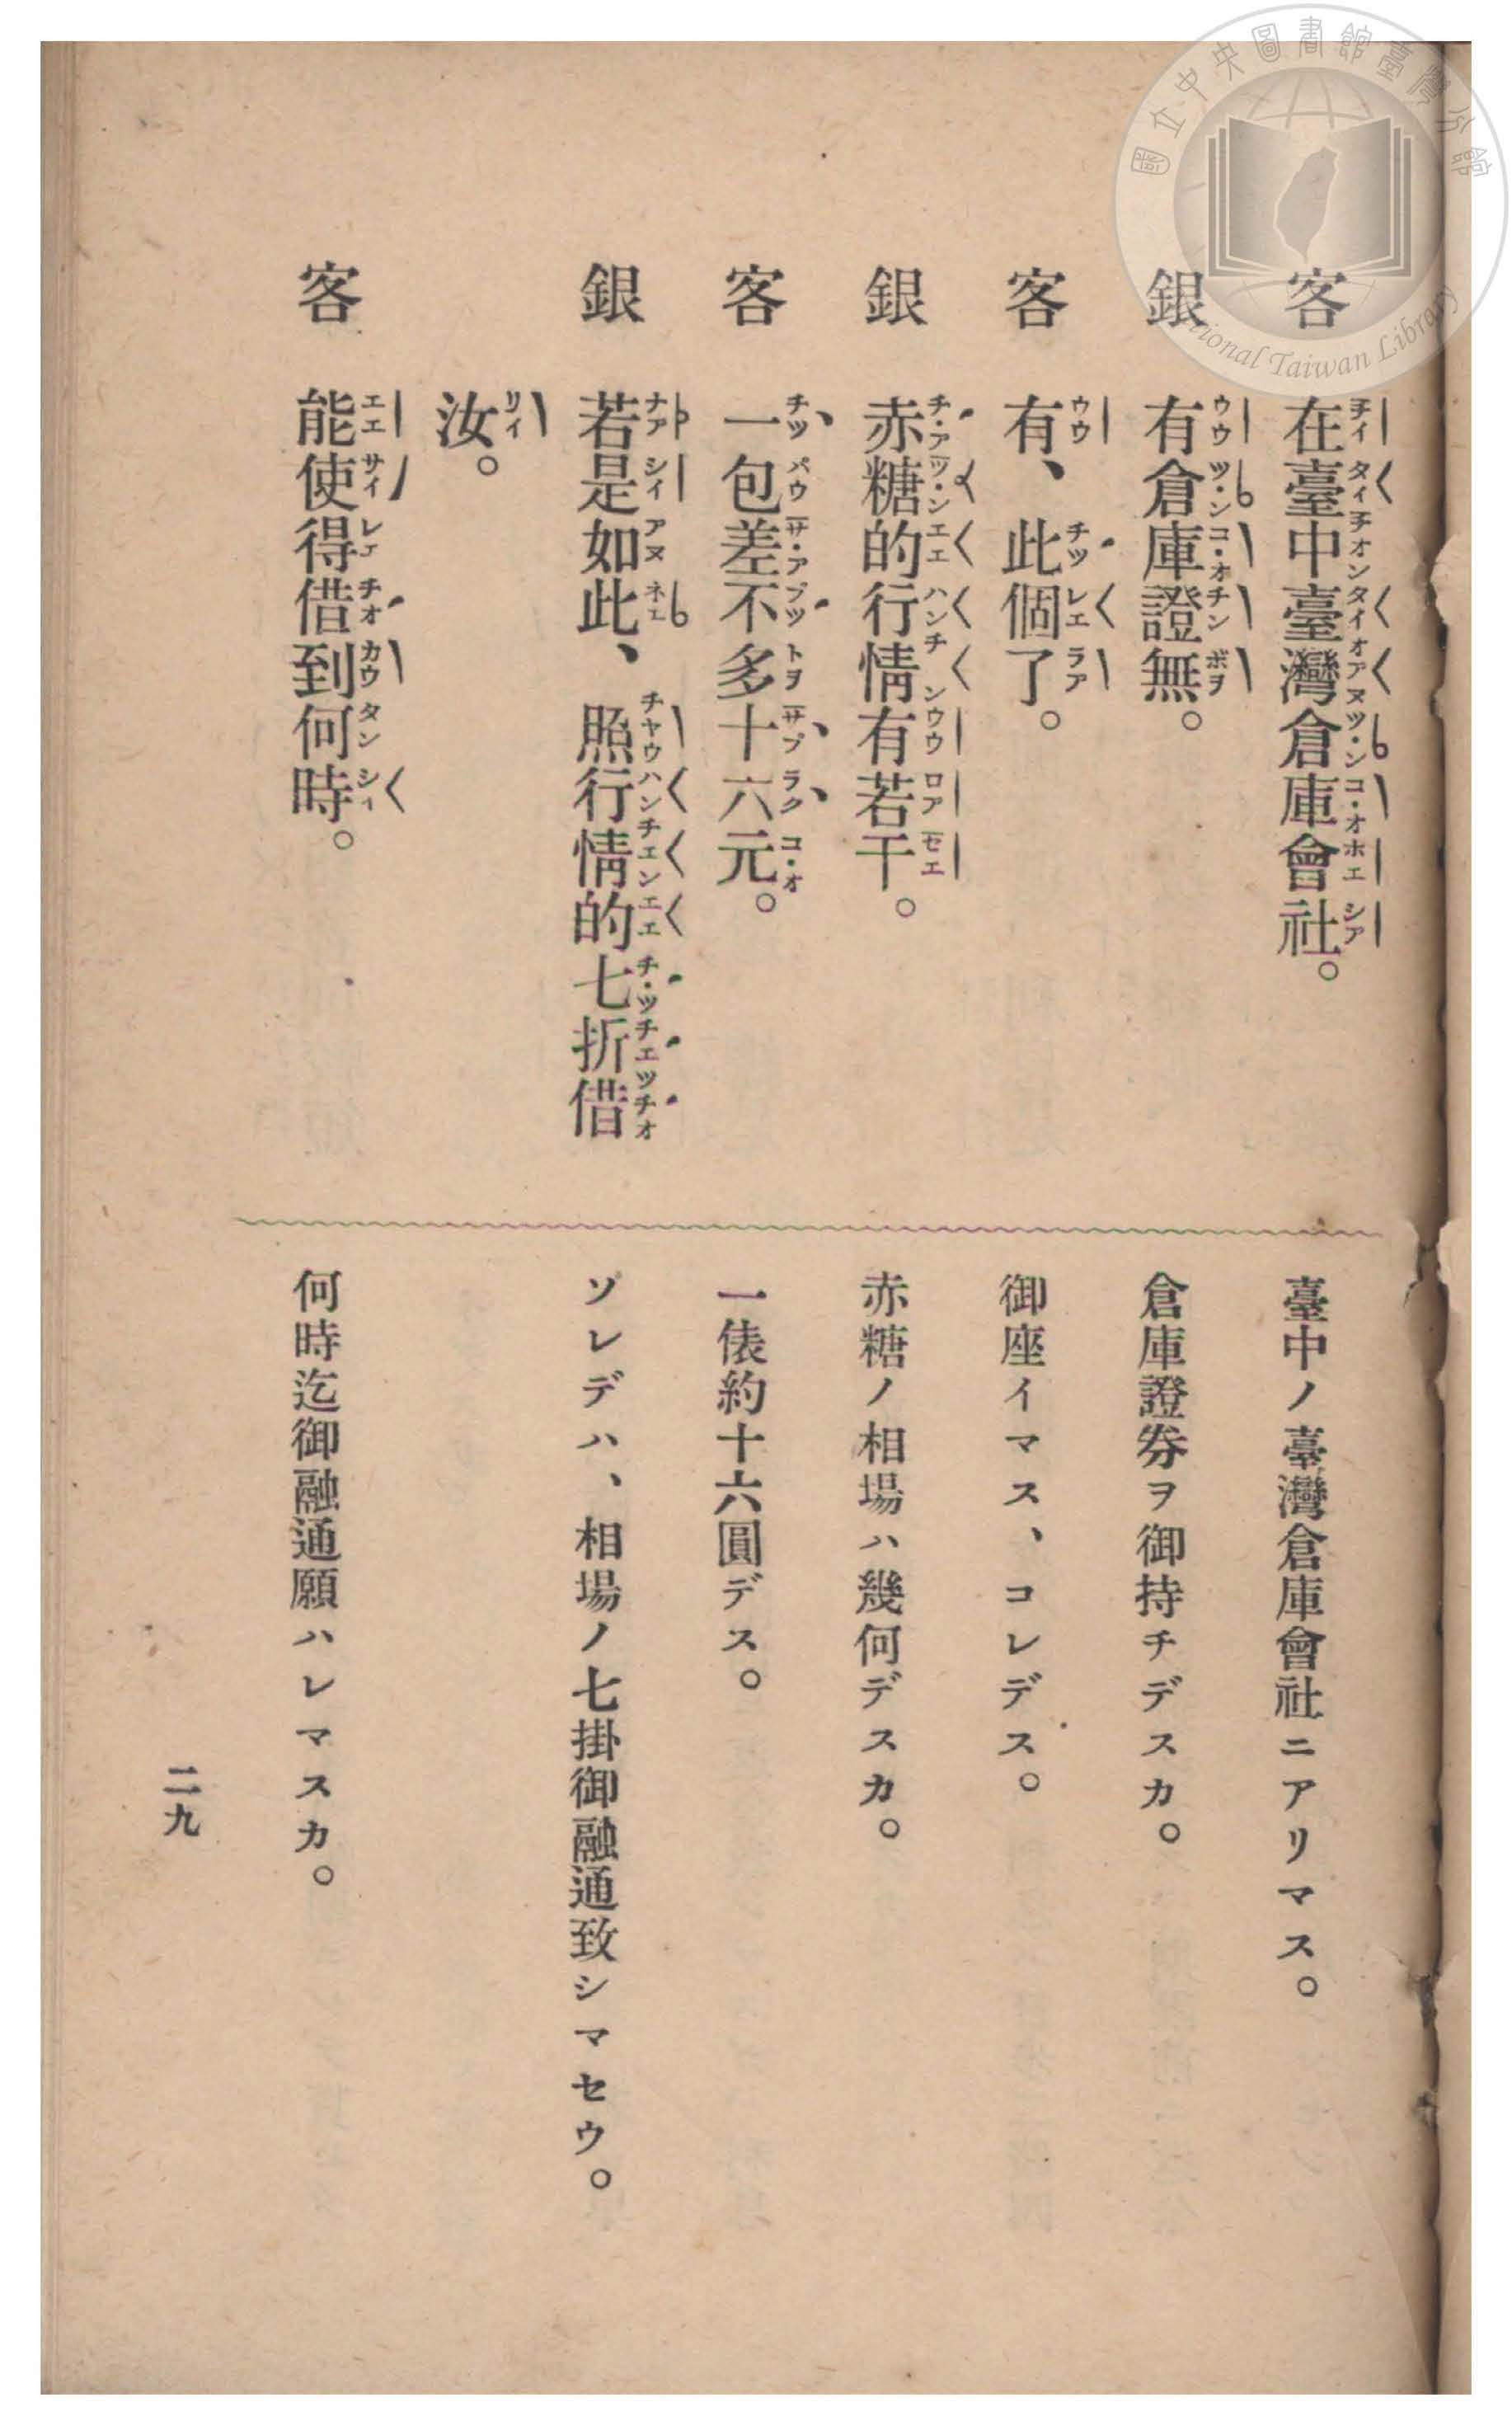 國立中央圖書館臺灣分館
National Taiwan Library
客 在臺中臺灣倉庫會社。
臺中ノ臺灣倉庫會社ニアリマス。
銀 有倉庫證無。
倉庫證券ヲ御持チデスカ。
客 有、此個了。
御座イマス、コレデス。
銀 赤糖的行情有若干。
赤糖ノ相場ハ幾何デスカ。
客 一包差不多十六元。
一俵約十六圓デス。
銀 若是如此、照行情的七折借
汝。
ソレデハ、相場ノ七掛御融通致シマセウ。
客 能使得借到何時。
何時迄御融通願ハレマスカ。
二九